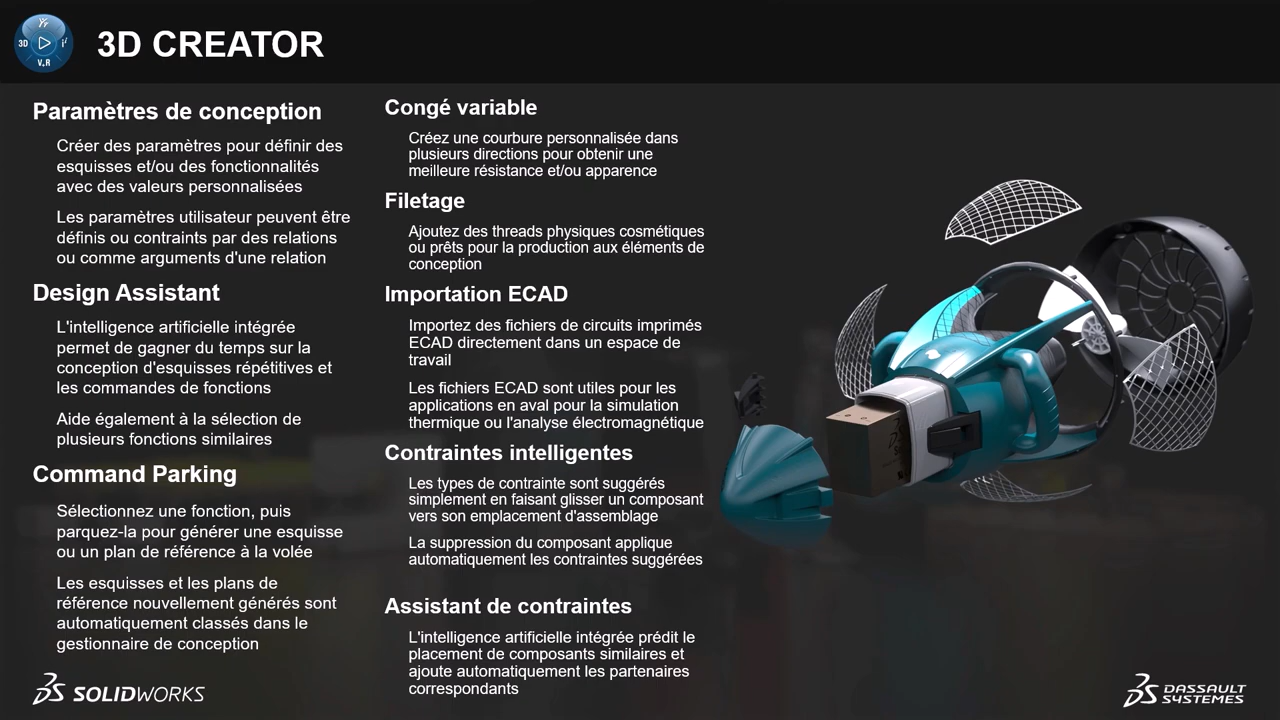 3D
V.R
3D CREATOR
Paramètres de conception
Créer des paramètres pour définir des
esquisses et/ou des fonctionnalités
avec des valeurs personnalisées
Les paramètres utilisateur peuvent être
définis ou contraints par des relations
ou comme arguments d'une relation
Design Assistant
L'intelligence artificielle intégrée
permet de gagner du temps sur la
conception d'esquisses répétitives et
les commandes de fonctions
Aide également à la sélection de
plusieurs fonctions similaires
Command Parking
Sélectionnez une fonction, puis
parquez-la pour générer une esquisse
ou un plan de référence à la volée
Les esquisses et les plans de
référence nouvellement générés sont
automatiquement classés dans le
gestionnaire de conception
Congé variable
Créez une courbure personnalisée dans
plusieurs directions pour obtenir une
meilleure résistance et/ou apparence
Filetage
Ajoutez des threads physiques cosmétiques
ou prêts pour la production aux éléments de
conception
Importation ECAD
Importez des fichiers de circuits imprimés
ECAD directement dans un espace de
travail
Les fichiers ECAD sont utiles pour les
applications en aval pour la simulation
thermique ou l'analyse électromagnétique
Contraintes intelligentes
Les types de contrainte sont suggérés
simplement en faisant glisser un composant
vers son emplacement d'assemblage
La suppression du composant applique
automatiquement les contraintes suggérées
Assistant de contraintes
L'intelligence artificielle intégrée prédit le
placement de composants similaires et
ajoute automatiquement les partenaires
correspondants
SOLIDWORKS
DASSAULT
SYSTEMES